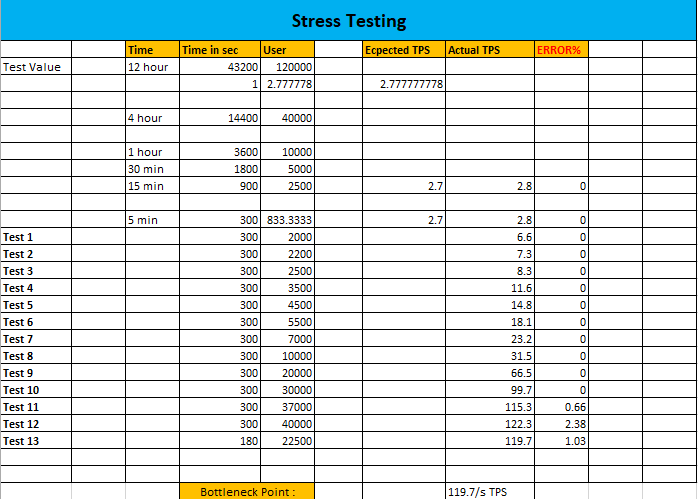 Stress Testing
Time Time in sec User Ecpected TPS Actual TPS ERROR%
Test Value 12 hour 43200 120000
1 2.777778 2.777777778
4 hour 14400 40000
1 hour 3600 10000
30 min 1800 5000
15 min 900 2500 2.7 2.8 0
5 min 300 833.3333 2.7 2.8 0
Test 1 300 2000 6.6 0
Test 2 300 2200 7.3 0
Test 3 300 2500 8.3 0
Test 4 300 3500 11.6 0
Test 5 300 4500 14.8 0
Test 6 300 5500 18.1 0
Test 7 300 7000 23.2 0
Test 8 300 10000 31.5 0
Test 9 300 20000 66.5 0
Test 10 300 30000 99.7 0
Test 11 300 37000 115.3 0.66
Test 12 300 40000 122.3 2.38
Test 13 180 22500 119.7 1.03
Bottleneck Point : 119.7/s TPS